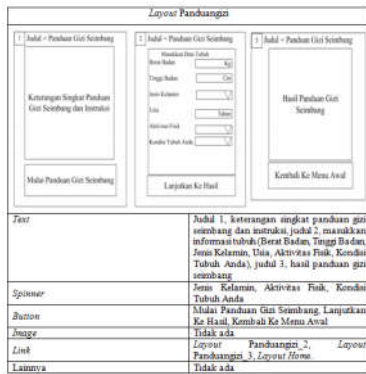 Layout Panduangizi
1 Judul = Panduan Gizi Seimbang
Keterangan Singkat Panduan
Gizi Seimbang dan Instruksi
Mulai Panduan Gizi Seimbang
2 Judul = Panduan Gizi Seimbang
Masukkan Data Tubuh
Berat Badan Kg
Tinggi Badan Cm
Jenis Kelamin
Usia Tahun
Aktivitas Fisik
Kondisi Tubuh Anda
Lanjutkan Ke Hasil
3 Judul = Panduan Gizi Seimbang
Hasil Panduan Gizi
Seimbang
Kembali Ke Menu Awal
Text
Judul 1, keterangan singkat panduan gizi
seimbang dan instruksi, judul 2, masukkan
informasi tubuh (Berat Badan, Tinggi Badan,
Jenis Kelamin, Usia, Aktivitas Fisik, Kondisi
Tubuh Anda), judul 3, hasil panduan gizi
seimbang
Spinner
Jenis Kelamin, Aktivitas Fisik, Kondisi
Tubuh Anda
Button
Mulai Panduan Gizi Seimbang, Lanjutkan
Ke Hasil, Kembali Ke Menu Awal
Image
Tidak ada
Link
Layout Panduangizi_2, Layout
Panduangizi_3, Layout Home.
Lainnya
Tidak ada